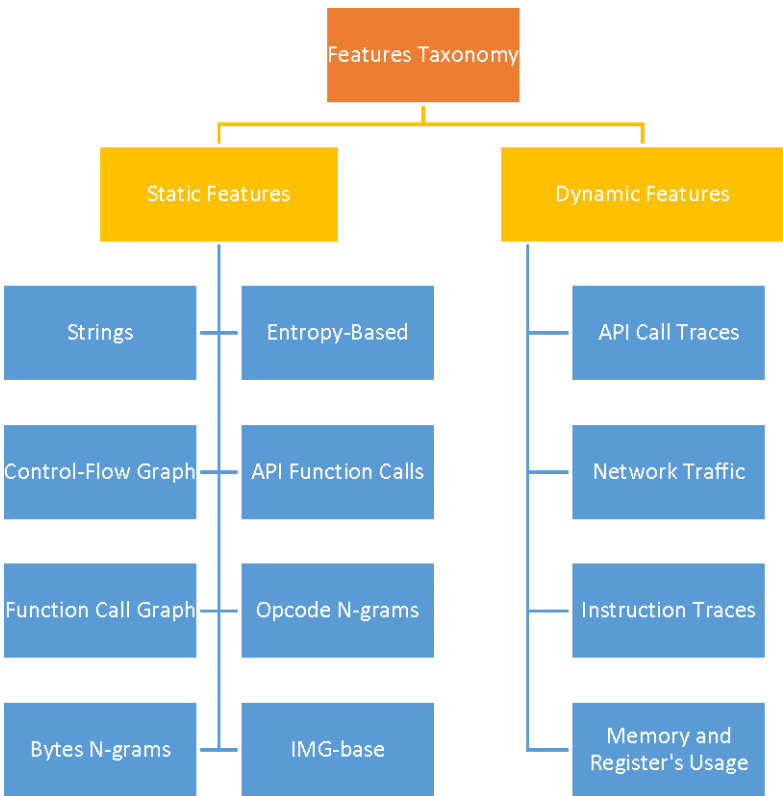 Features Taxonomy
Static Features
Dynamic Features
Strings
Entropy-Based
API Call Traces
Control-Flow Graph
API Function Calls
Network Traffic
Function Call Graph
Opcode N-grams
Instruction Traces
Bytes N-grams
IMG-base
Memory and
Register's Usage